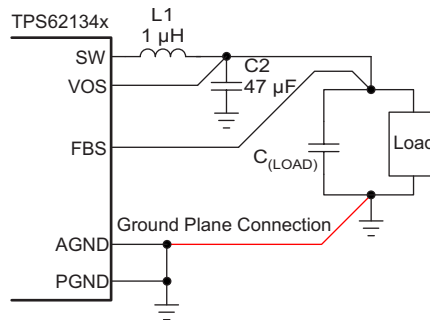 TPS62134x
L1
1 µH
SW
VOS
C2
47 µF
FBS
C(LOAD)
Load
Ground Plane Connection
AGND
PGND